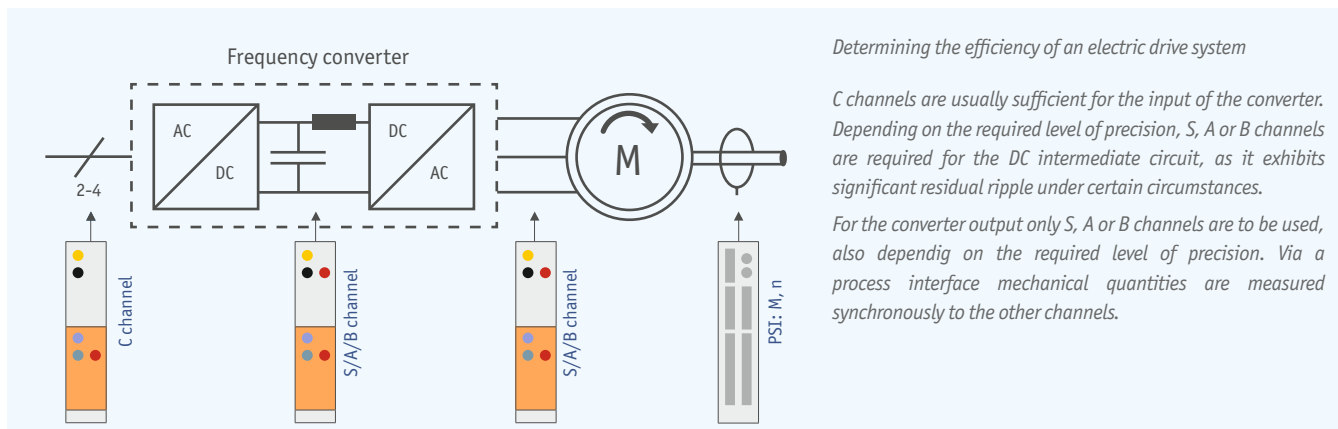 Frequency converter
AC
DC
DC
AC
M
2-4
C channel
S/A/B channel
S/A/B channel
PSI: M, n
Determining the efficiency of an electric drive system
C channels are usually sufficient for the input of the converter.
Depending on the required level of precision, S, A or B channels
are required for the DC intermediate circuit, as it exhibits
significant residual ripple under certain circumstances.
For the converter output only S, A or B channels are to be used,
also dependig on the required level of precision. Via a
process interface mechanical quantities are measured
synchronously to the other channels.